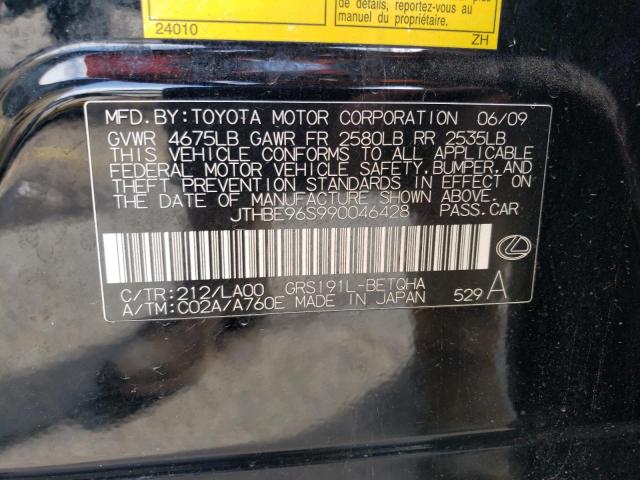 des
plus de
détails, reportez-vous au
manuel du propriétaire.
24010
ZH
MFD.BY:TOYOTA MOTOR CORPORATION 06/09
GVWR 4675LB GAWR FR 2580LB RR 2535LB
THIS VEHICLE CONFORMS TO ALL APPLICABLE
FEDERAL MOTOR VEHICLE SAFETY,BUMPER,AND
THEFT PREVENTION STANDARDS IN EFFECT ON
THE DATE OF MANUFACTURE SHOWN ABOVE.
JTHBE96S990046428 PASS.CAR
C/TR:212/LA00 GRS191L-BETQHA
A/TM:C02A/A760E MADE IN JAPAN 529 A